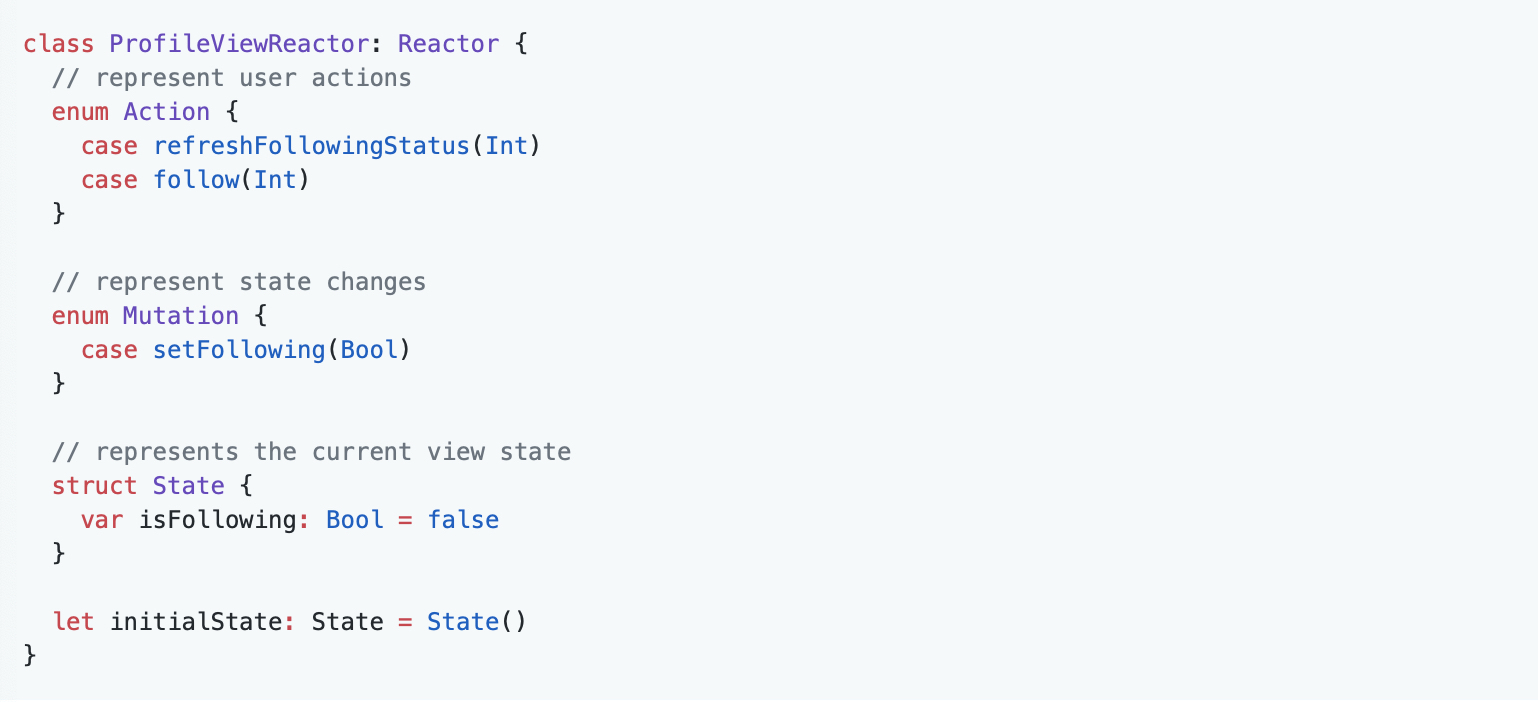 class ProfileViewReactor: Reactor {
  // represent user actions
  enum Action {
    case refreshFollowingStatus(Int)
    case follow(Int)
  }

  // represent state changes
  enum Mutation {
    case setFollowing(Bool)
  }

  // represents the current view state
  struct State {
    var isFollowing: Bool = false
  }

  let initialState: State = State()
}